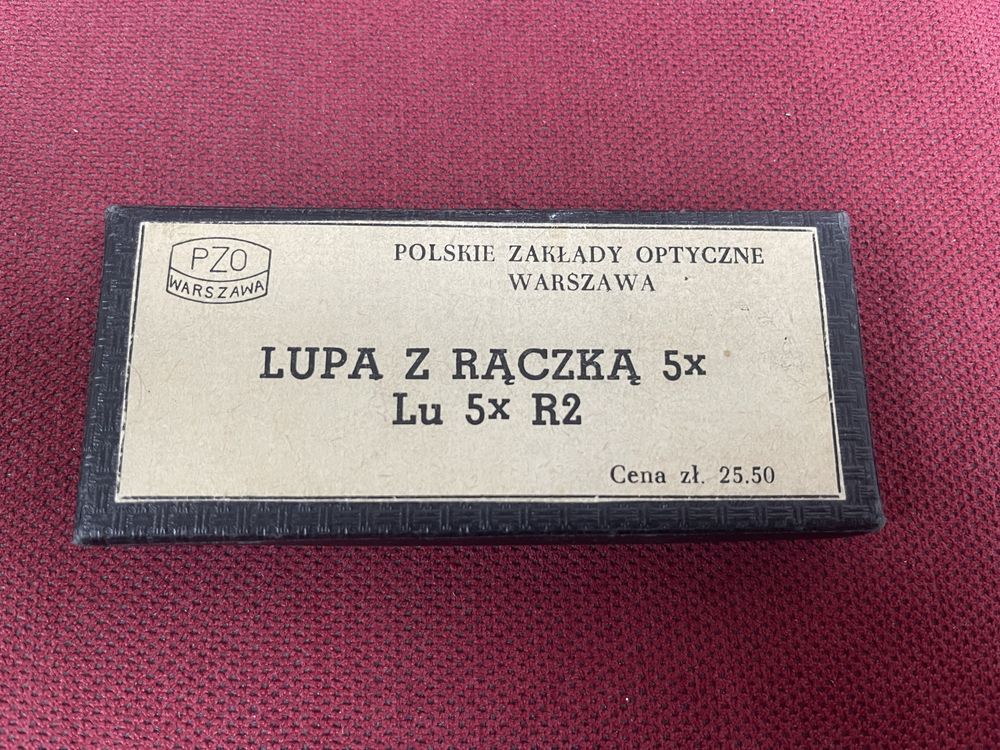 PZO
WARSZAWA
POLSKIE ZAKŁADY OPTYCZNE
WARSZAWA
LUPA Z RĄCZKĄ 5x
Lu 5x R2
Cena zł. 25.50